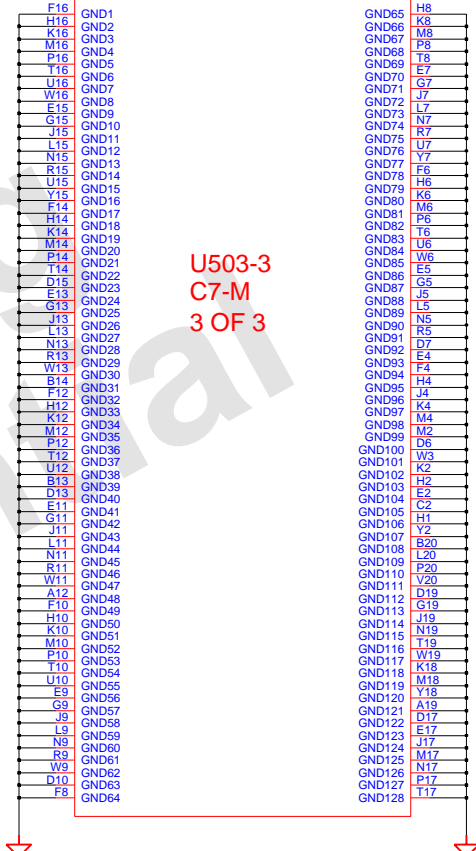 F16 GND1
H16 GND2
K16 GND3
M16 GND4
P16 GND5
T16 GND6
U16 GND7
W16 GND8
E15 GND9
G15 GND10
J15 GND11
L15 GND12
N15 GND13
R15 GND14
U15 GND15
Y15 GND16
F14 GND17
H14 GND18
K14 GND19
M14 GND20
P14 GND21
T14 GND22
D15 GND23
E13 GND24
G13 GND25
J13 GND26
L13 GND27
N13 GND28
R13 GND29
W13 GND30
B14 GND31
F12 GND32
H12 GND33
K12 GND34
M12 GND35
P12 GND36
T12 GND37
U12 GND38
B13 GND39
D13 GND40
E11 GND41
G11 GND42
J11 GND43
L11 GND44
N11 GND45
R11 GND46
W11 GND47
A12 GND48
F10 GND49
H10 GND50
K10 GND51
M10 GND52
P10 GND53
T10 GND54
U10 GND55
E9 GND56
G9 GND57
J9 GND58
L9 GND59
N9 GND60
R9 GND61
W9 GND62
D10 GND63
F8 GND64
U503-3
C7-M
3 OF 3
GND65 H8
GND66 K8
GND67 M8
GND68 P8
GND69 T8
GND70 E7
GND71 G7
GND72 J7
GND73 L7
GND74 N7
GND75 R7
GND76 U7
GND77 Y7
GND78 F6
GND79 H6
GND80 K6
GND81 M6
GND82 P6
GND83 T6
GND84 U6
GND85 W6
GND86 E5
GND87 G5
GND88 J5
GND89 L5
GND90 N5
GND91 R5
GND92 D7
GND93 E4
GND94 F4
GND95 H4
GND96 J4
GND97 K4
GND98 M4
GND99 M2
GND100 D6
GND101 W3
GND102 K2
GND103 H2
GND104 E2
GND105 C2
GND106 H1
GND107 Y2
GND108 B20
GND109 L20
GND110 P20
GND111 V20
GND112 D19
GND113 G19
GND114 J19
GND115 N19
GND116 T19
GND117 W19
GND118 K18
GND119 M18
GND120 Y18
GND121 A19
GND122 D17
GND123 E17
GND124 J17
GND125 M17
GND126 N17
GND127 P17
GND128 T17
g
tial